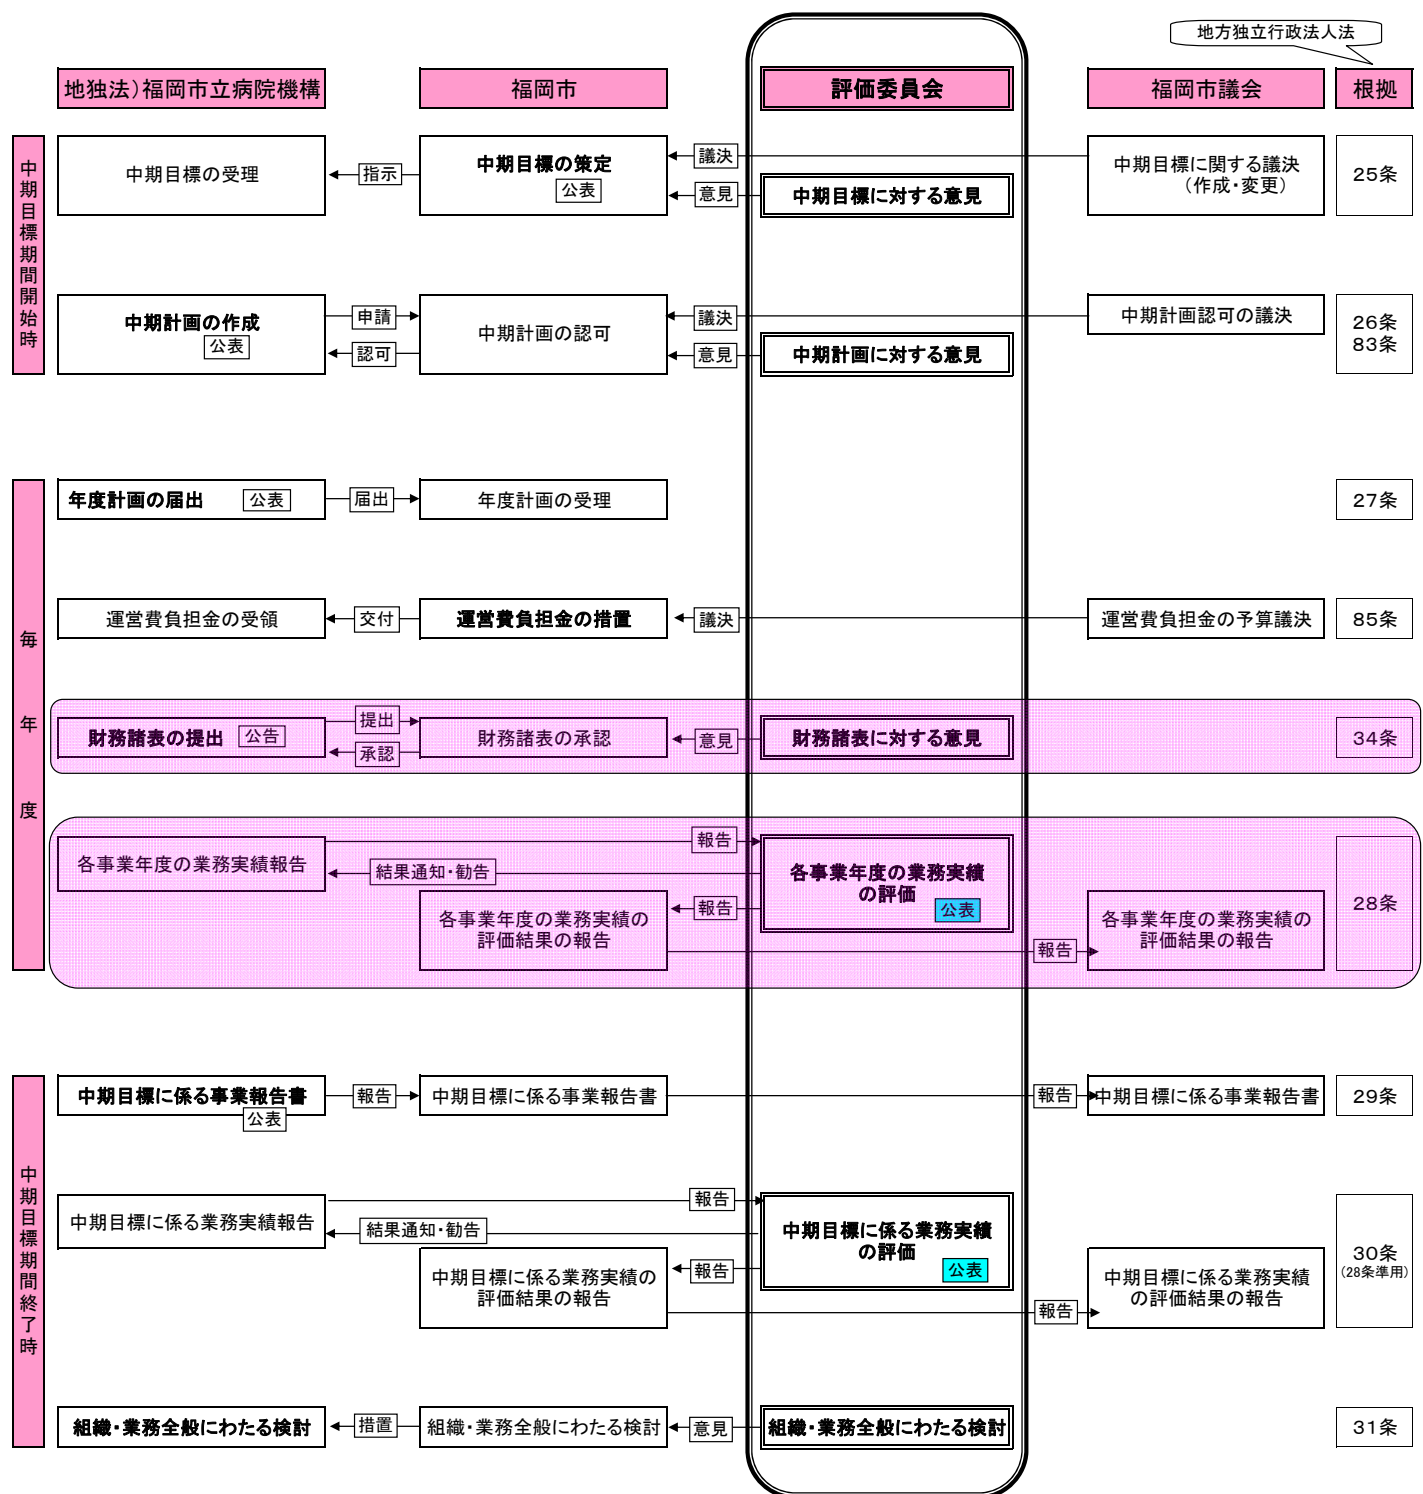 地方独立行政法人法
地独法）福岡市立病院機構
福岡市
評価委員会
福岡市議会
根拠
中期目標期間開始時
中期目標の受理
指示
中期目標の策定
公表
議決
意見
中期目標に対する意見
中期目標に関する議決
（作成・変更）
25条
中期計画の作成
公表
申請
認可
中期計画の認可
議決
意見
中期計画に対する意見
中期計画認可の議決
26条
83条
毎年度
年度計画の届出
公表
届出
年度計画の受理
27条
運営費負担金の受領
交付
運営費負担金の措置
議決
運営費負担金の予算議決
85条
財務諸表の提出
公告
提出
承認
財務諸表の承認
意見
財務諸表に対する意見
34条
各事業年度の業務実績報告
報告
結果通知・勧告
各事業年度の業務実績
の評価
公表
報告
各事業年度の業務実績の
評価結果の報告
報告
各事業年度の業務実績の
評価結果の報告
28条
中期目標期間終了時
中期目標に係る事業報告書
公表
報告
中期目標に係る事業報告書
報告
中期目標に係る事業報告書
29条
中期目標に係る業務実績報告
報告
結果通知・勧告
中期目標に係る業務実績
の評価
公表
報告
中期目標に係る業務実績の
評価結果の報告
報告
中期目標に係る業務実績
の評価結果の報告
30条
（28条準用）
組織・業務全般にわたる検討
措置
組織・業務全般にわたる検討
意見
組織・業務全般にわたる検討
31条